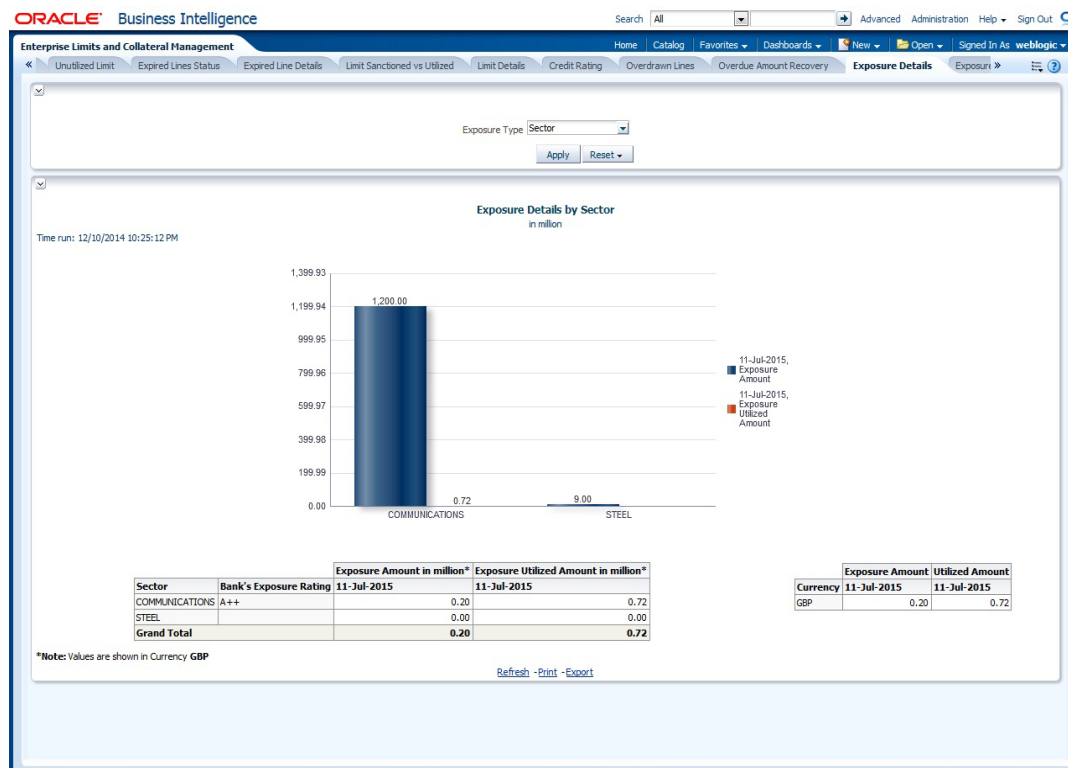 ORACLE Business Intelligence
Search All Advanced Administration Help Sign Out
Enterprise Limits and Collateral Management
Home Catalog Favorites Dashboards New Open Signed In As weblogic
« Unutilized Limit Expired Lines Status Expired Line Details Limit Sanctioned vs Utilized Limit Details Credit Rating Overdrawn Lines Overdue Amount Recovery Exposure Details Exposure »
Exposure Type Sector
Apply Reset
Exposure Details by Sector
in million
Time run: 12/10/2014 10:25:12 PM
1,399.93
1,199.94
999.95
799.96
599.97
399.98
199.99
0.00
1,200.00
0.72
9.00
COMMUNICATIONS STEEL
11-Jul-2015,
Exposure
Amount
11-Jul-2015,
Exposure
Utilized
Amount
Exposure Amount in million* Exposure Utilized Amount in million*
Sector Bank's Exposure Rating 11-Jul-2015 11-Jul-2015
COMMUNICATIONS A++ 0.20 0.72
STEEL 0.00 0.00
Grand Total 0.20 0.72
Exposure Amount Utilized Amount
Currency 11-Jul-2015 11-Jul-2015
GBP 0.20 0.72
*Note: Values are shown in Currency GBP
Refresh - Print - Export